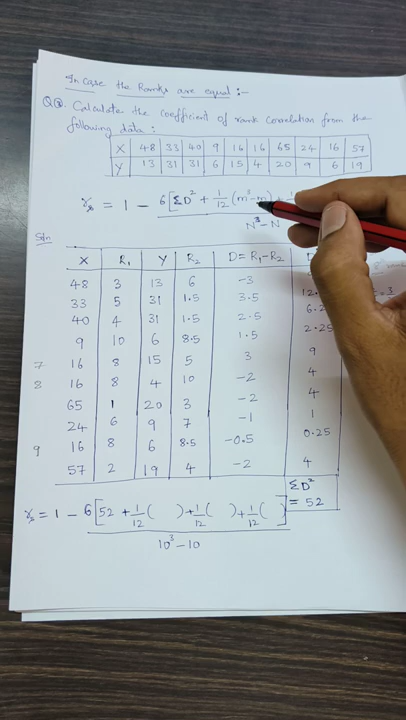 In case the Ranks are equal :-
Q②. Calculate the coefficient of rank correlation from the
following data :
X 48 33 40 9 16 16 65 24 16 57
Y 13 31 31 6 15 4 20 9 6 19
= 1 - 6[ΣD² + 1/12 (m³-m)
N³-N
Soln
X R₁ Y R₂ D=R₁-R₂
48 3 13 6 -3
33 5 31 1.5 3.5 12.
40 4 31 1.5 2.5 6.2
9 10 6 8.5 1.5 2.25
7 16 8 15 5 3 9
8 16 8 4 10 -2 4
65 1 20 3 -2 4
24 6 9 7 -1 1
9 16 8 6 8.5 -0.5 0.25
57 2 19 4 -2 4
ΣD²
= 52
= 1 - 6[52 + 1/12( ) + 1/12( ) + 1/12( )]
10³-10